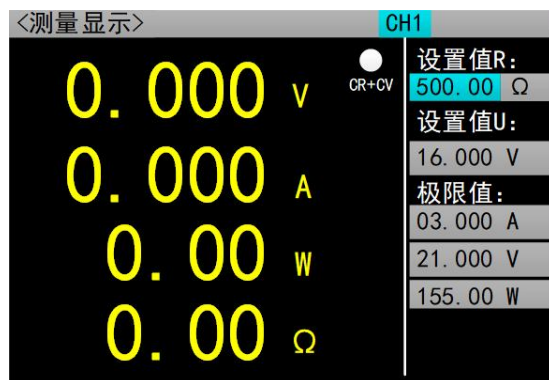 <测量显示>
CH1
0.000 V
0.000 A
0.00 W
0.00 Ω
CR+CV
设置值R:
500.00 Ω
设置值U:
16.000 V
极限值:
03.000 A
21.000 V
155.00 W